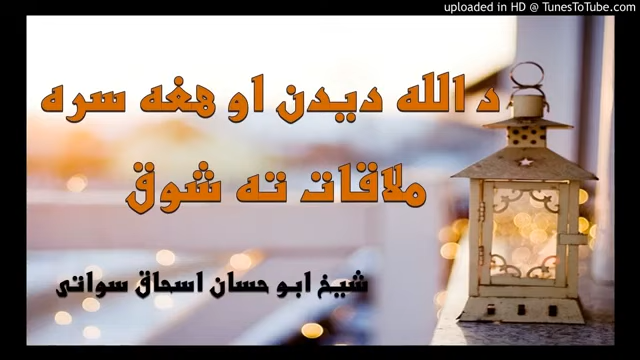 uploaded in HD @ TunesToTube.com
د الله دیدن او هغه سره
ملاقات ته شوق
شیخ ابو حسان اسحاق سواتی